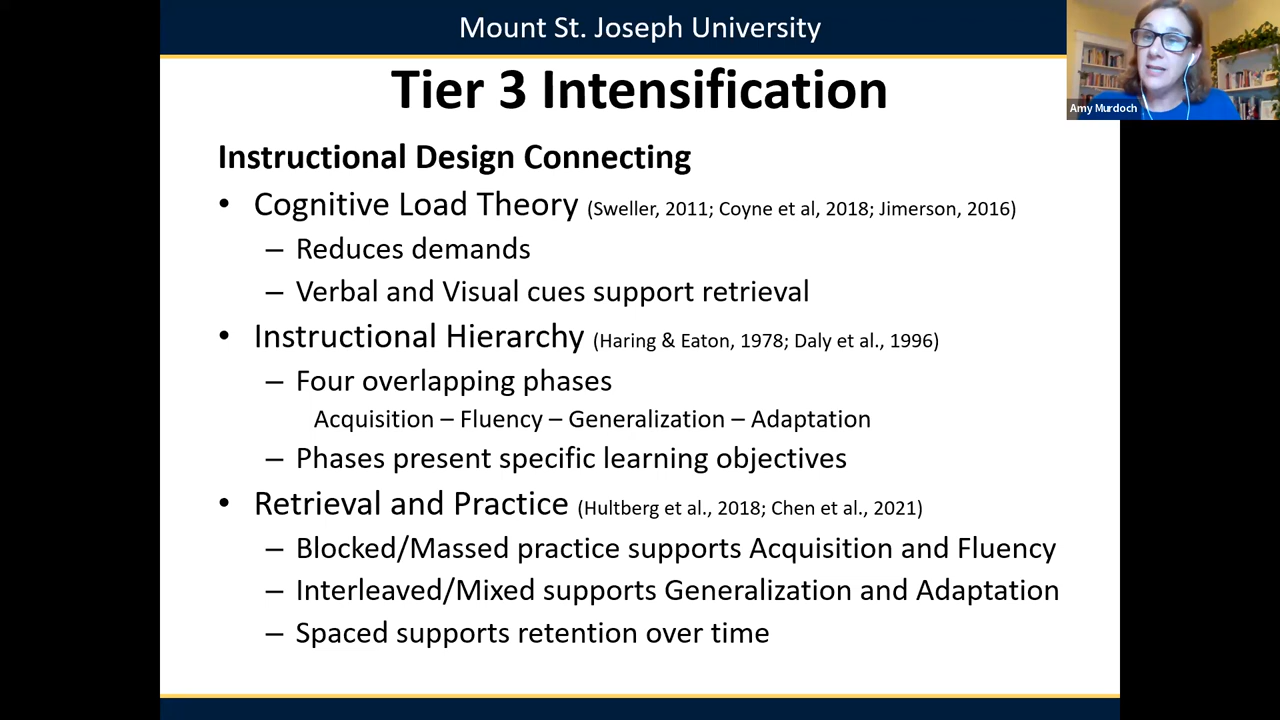 Mount St. Joseph University
Amy Murdoch
Tier 3 Intensification
Instructional Design Connecting
• Cognitive Load Theory (Sweller, 2011; Coyne et al, 2018; Jimerson, 2016)
– Reduces demands
– Verbal and Visual cues support retrieval
• Instructional Hierarchy (Haring & Eaton, 1978; Daly et al., 1996)
– Four overlapping phases
Acquisition – Fluency – Generalization – Adaptation
– Phases present specific learning objectives
• Retrieval and Practice (Hultberg et al., 2018; Chen et al., 2021)
– Blocked/Massed practice supports Acquisition and Fluency
– Interleaved/Mixed supports Generalization and Adaptation
– Spaced supports retention over time